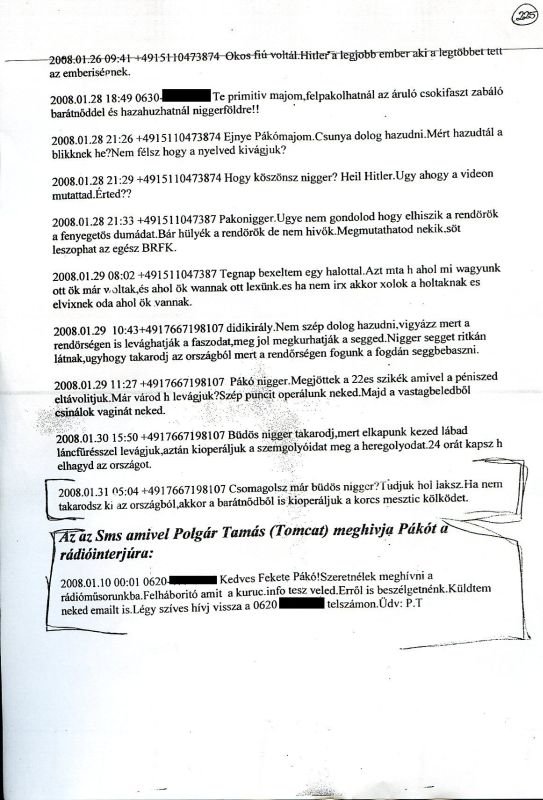 225
2008.01.26 09:41 +4915110473874 Okos fiú voltál.Hitler a legjobb ember aki a legtöbbet tett
az emberisépnek.
2008.01.28 18:49 0630- Te primitiv majom,felpakolhatnál az áruló csokifaszt zabáló
barátnőddel és hazahuzhatnál niggerföldre!!
2008.01.28 21:26 +4915110473874 Ejnye Pákómajom.Csunya dolog hazudni.Mért hazudtál a
blikknek he?Nem félsz hogy a nyelved kivágjuk?
2008.01.28 21:29 +4915110473874 Hogy köszönsz nigger? Heil Hitler.Ugy ahogy a videon
mutattad.Érted??
2008.01.28 21:33 +491511047387 Pakonigger.Ugye nem gondolod hogy elhiszik a rendörök
a fenyegetős dumádat.Bár hülyék a rendörök de nem hivők.Megmutathatod nekik,söt
leszophat az egész BRFK.
2008.01.29 08:02 +491511047387 Tegnap bexeltem egy halottal.Azt mta h ahol mi wagyunk
ott ök már voltak,és ahol ök wannak ott lexünk.es ha nem irx akkor xolok a holtaknak es
elvixnek oda ahol ök vannak.
2008.01.29 10:43+4917667198107 didikirály.Nem szép dolog hazudni,vigyázz mert a
rendörségen is levághatják a faszodat,meg jol megkurhatják a segged.Nigger segget ritkán
látnak,ugyhogy takarodj az országból mert a rendőrségen fogunk a fogdán seggbebaszni.
2008.01.29 11:27 +4917667198107 Pákó nigger.Megjöttek a 22es szikék amivel a péniszed
eltávolitjuk.Már várod h levágjuk?Szép puncit operálunk neked.Majd a vastagbeledből
csinálok vaginát neked.
2008.01.30 15:50 +4917667198107 Büdös nigger takarodj,mert elkapunk kezed lábad
láncfürésszel levágjuk,aztán kioperáljuk a szemgolyóidat meg a heregolyodat.24 orát kapsz h
elhagyd az országot.
2008.01.31 05:04 +4917667198107 Csomagolsz már büdös nigger?Tudjuk hol laksz.Ha nem
takarodsz ki az országból,akkor a barátnődből is kioperáljuk a korcs mesztic kölködet.
Az az Sms amivel Polgár Tamás (Tomcat) meghivja Pákót a
rádióinterjúra:
2008.01.10 00:01 0620- Kedves Fekete Pákó!Szeretnélek meghívni a
rádióműsorunkba.Felháborító amit a kuruc.info tesz veled.Erről is beszélgetnénk.Küldtem
neked emailt is.Légy szíves hívj vissza a 0620 telszámon.Üdv: P.T